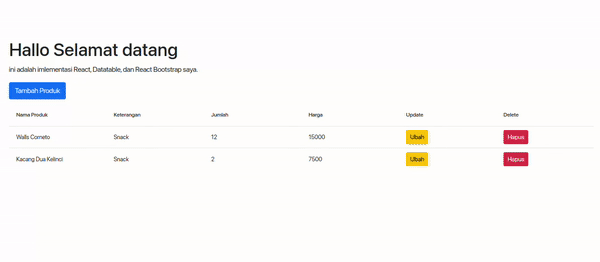 Hallo Selamat datang
ini adalah imlementasi React, Datatable, dan React Bootstrap saya.
Tambah Produk
Nama Produk Keterangan Jumlah Harga Update Delete
Walls Corneto Snack 12 15000 Ubah Hapus
Kacang Dua Kelinci Snack 2 7500 Ubah Hapus